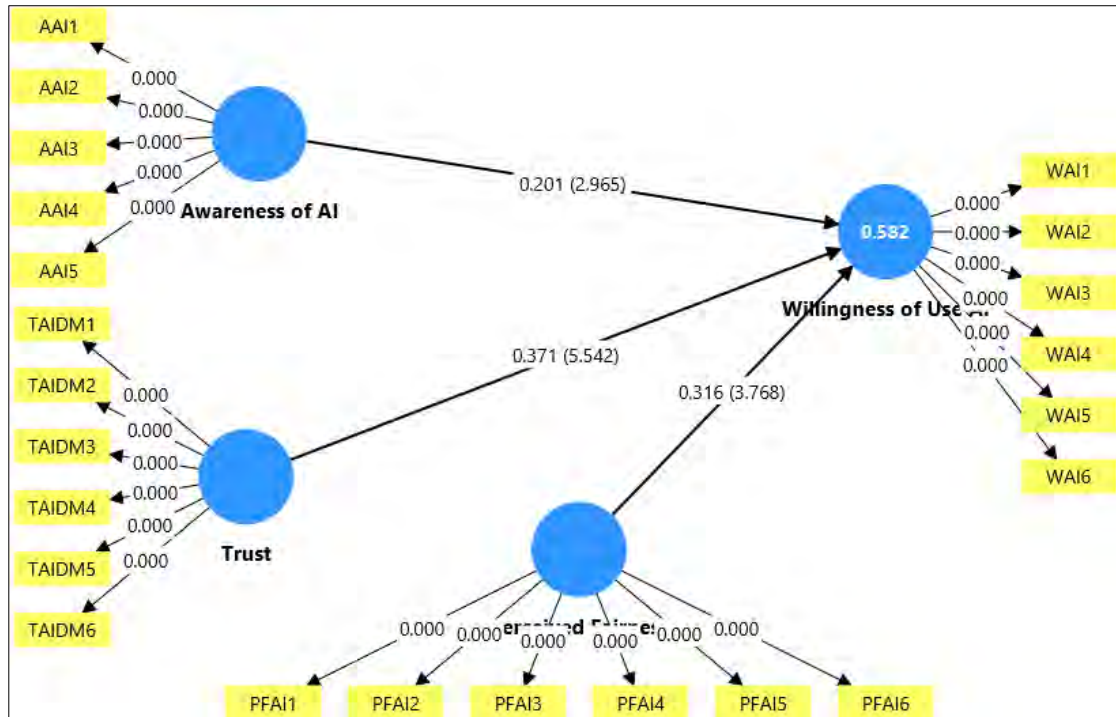 AAI1
AAI2
AAI3
AAI4
AAI5
0.000
0.000
0.000
0.000
0.000
Awareness of AI
0.201 (2.965)
0.582
Willingness of Use AI
WAI1
WAI2
WAI3
WAI4
WAI5
WAI6
0.000
0.000
0.000
0.000
0.000
0.000
TAIDM1
TAIDM2
TAIDM3
TAIDM4
TAIDM5
TAIDM6
0.000
0.000
0.000
0.000
0.000
0.000
Trust
0.371 (5.542)
0.316 (3.768)
0.000
0.000
0.000
0.000
0.000
0.000
PFAI1
PFAI2
PFAI3
PFAI4
PFAI5
PFAI6